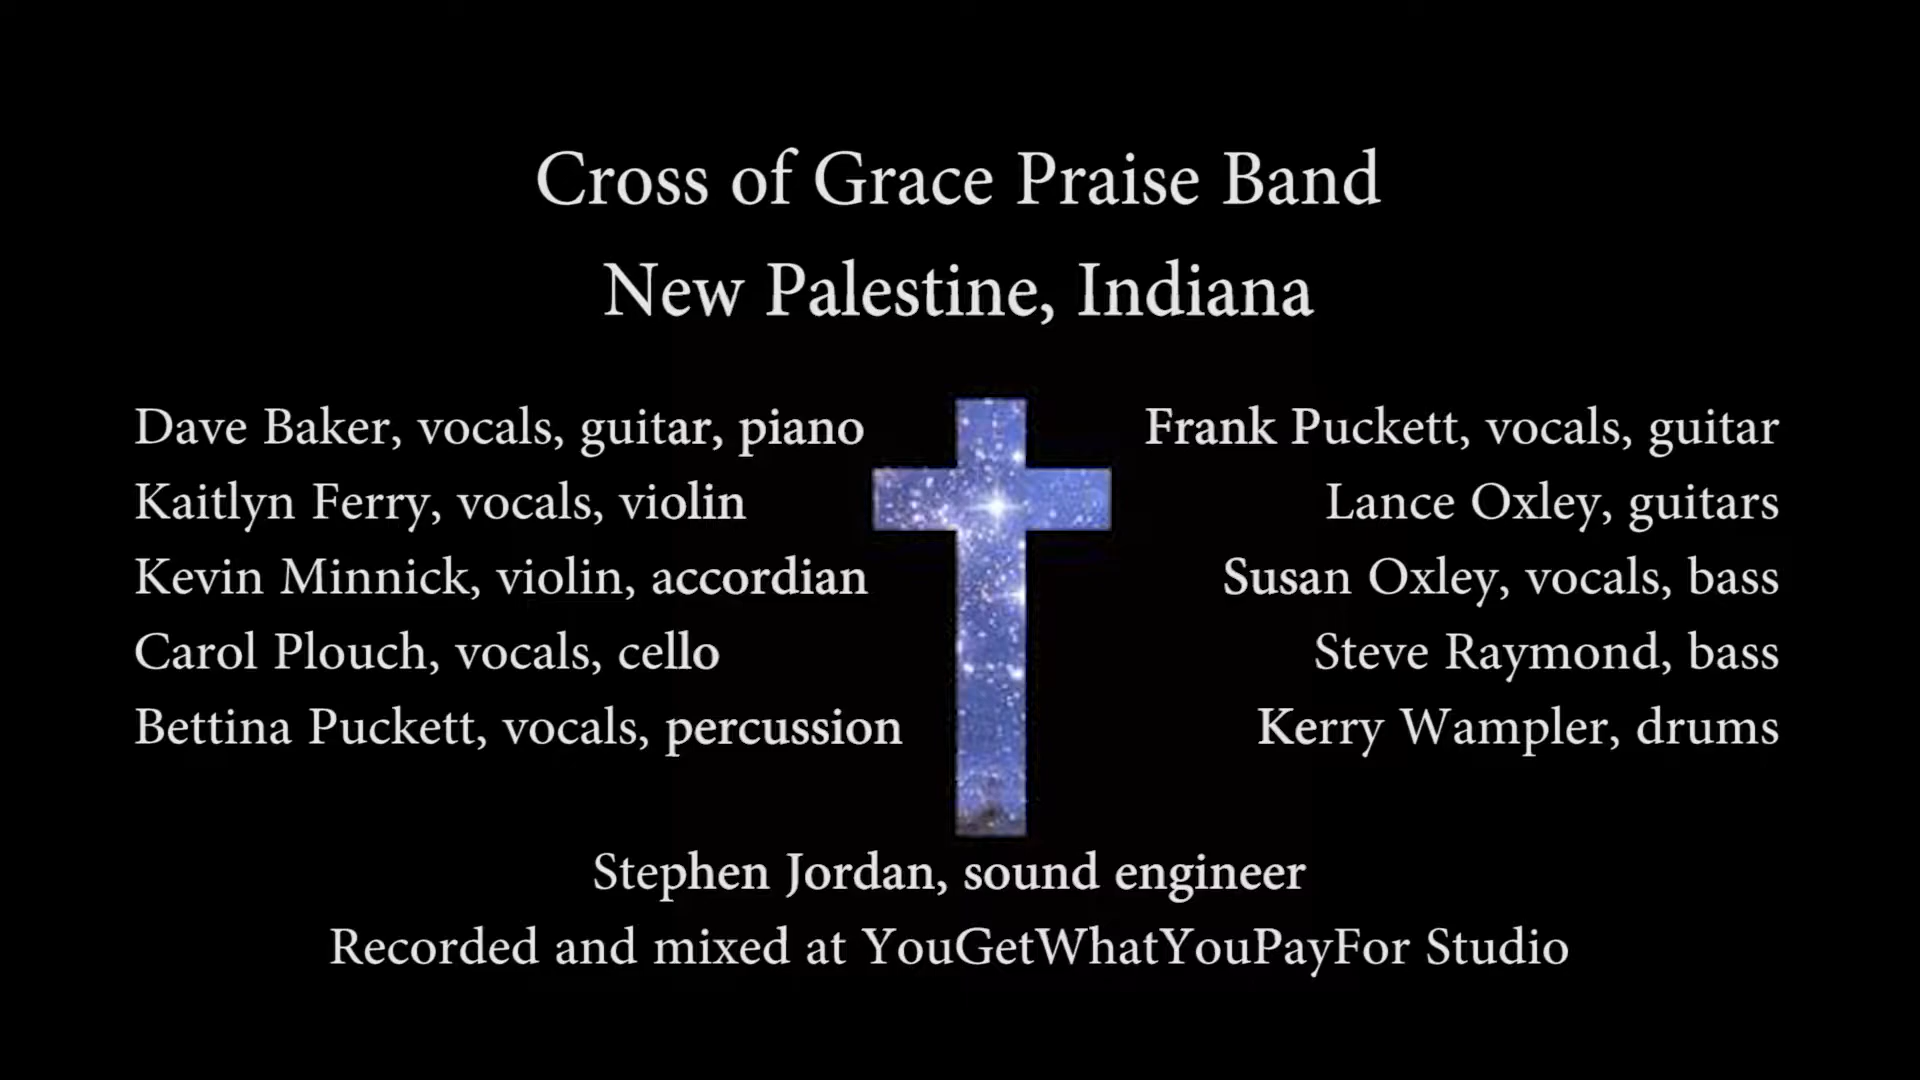 Cross of Grace Praise Band
New Palestine, Indiana
Dave Baker, vocals, guitar, piano
Kaitlyn Ferry, vocals, violin
Kevin Minnick, violin, accordian
Carol Plouch, vocals, cello
Bettina Puckett, vocals, percussion
Frank Puckett, vocals, guitar
Lance Oxley, guitars
Susan Oxley, vocals, bass
Steve Raymond, bass
Kerry Wampler, drums
Stephen Jordan, sound engineer
Recorded and mixed at YouGetWhatYouPayFor Studio